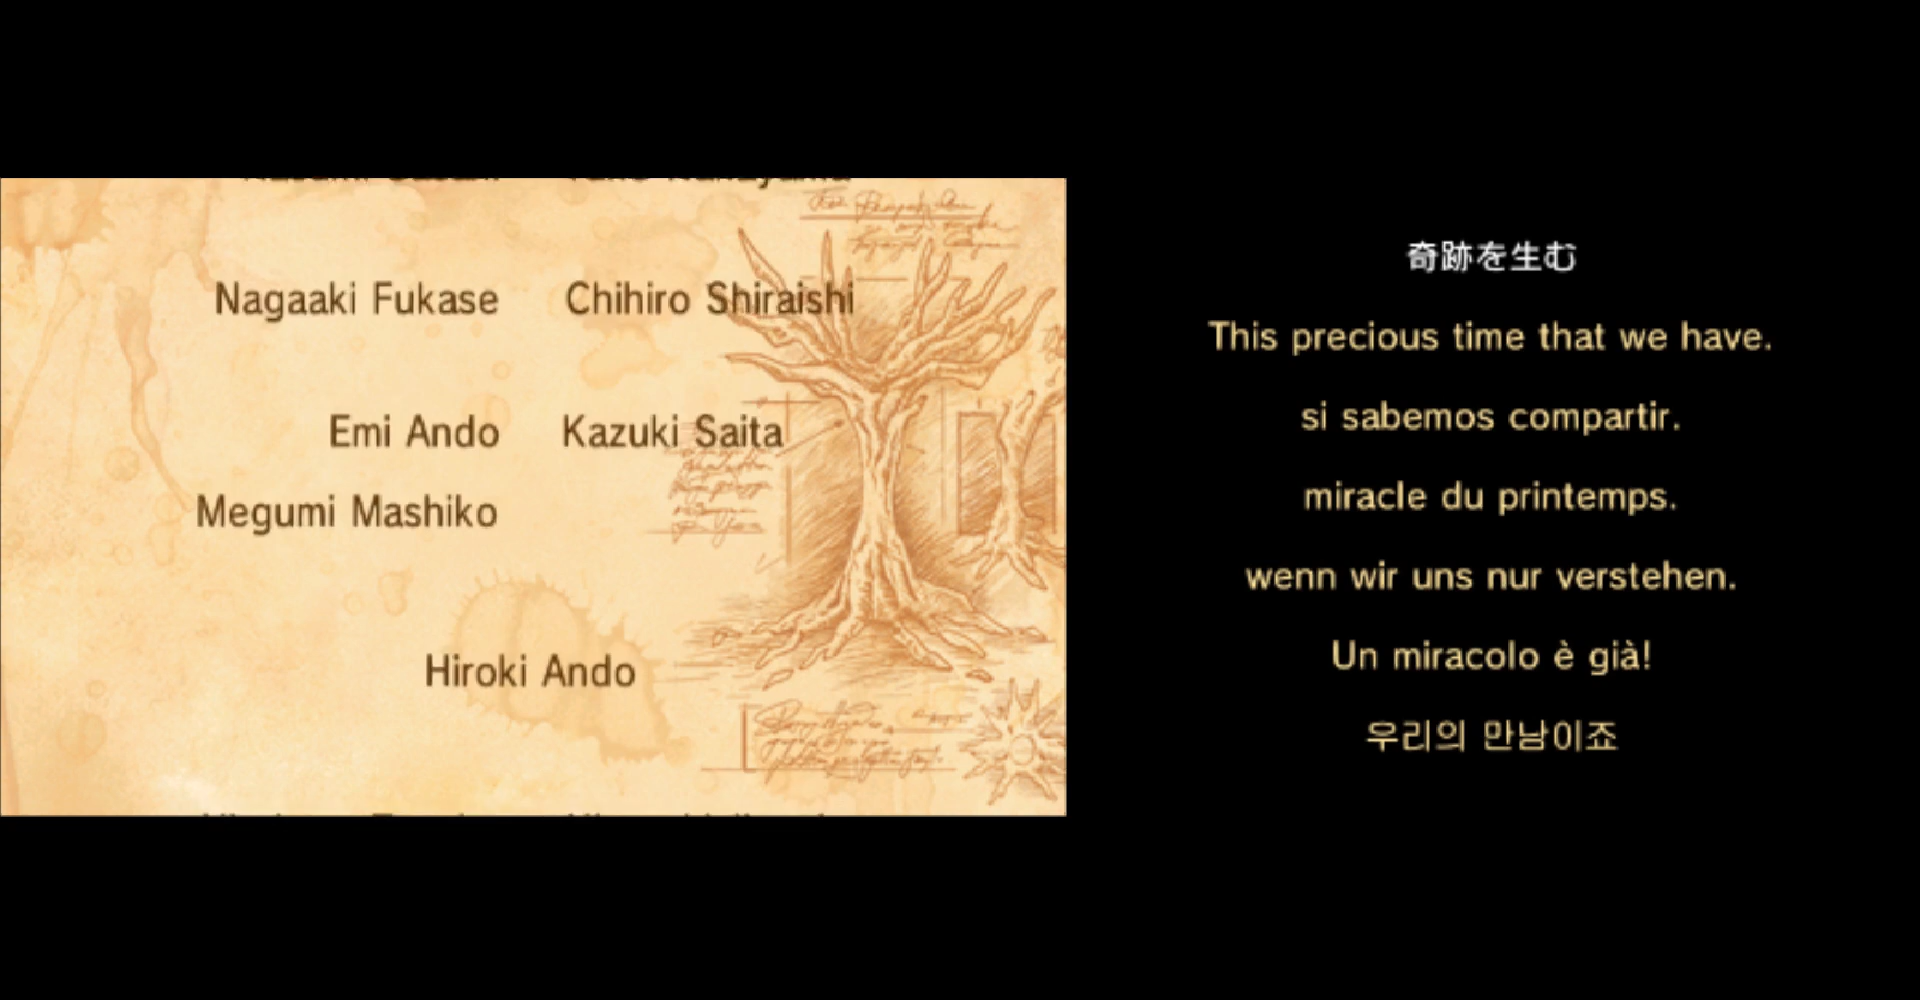 Nagaaki Fukase Chihiro Shiraishi
Emi Ando Kazuki Saita
Megumi Mashiko
Hiroki Ando
奇跡を生む
This precious time that we have.
si sabemos compartir.
miracle du printemps.
wenn wir uns nur verstehen.
Un miracolo è già!
우리의 만남이죠